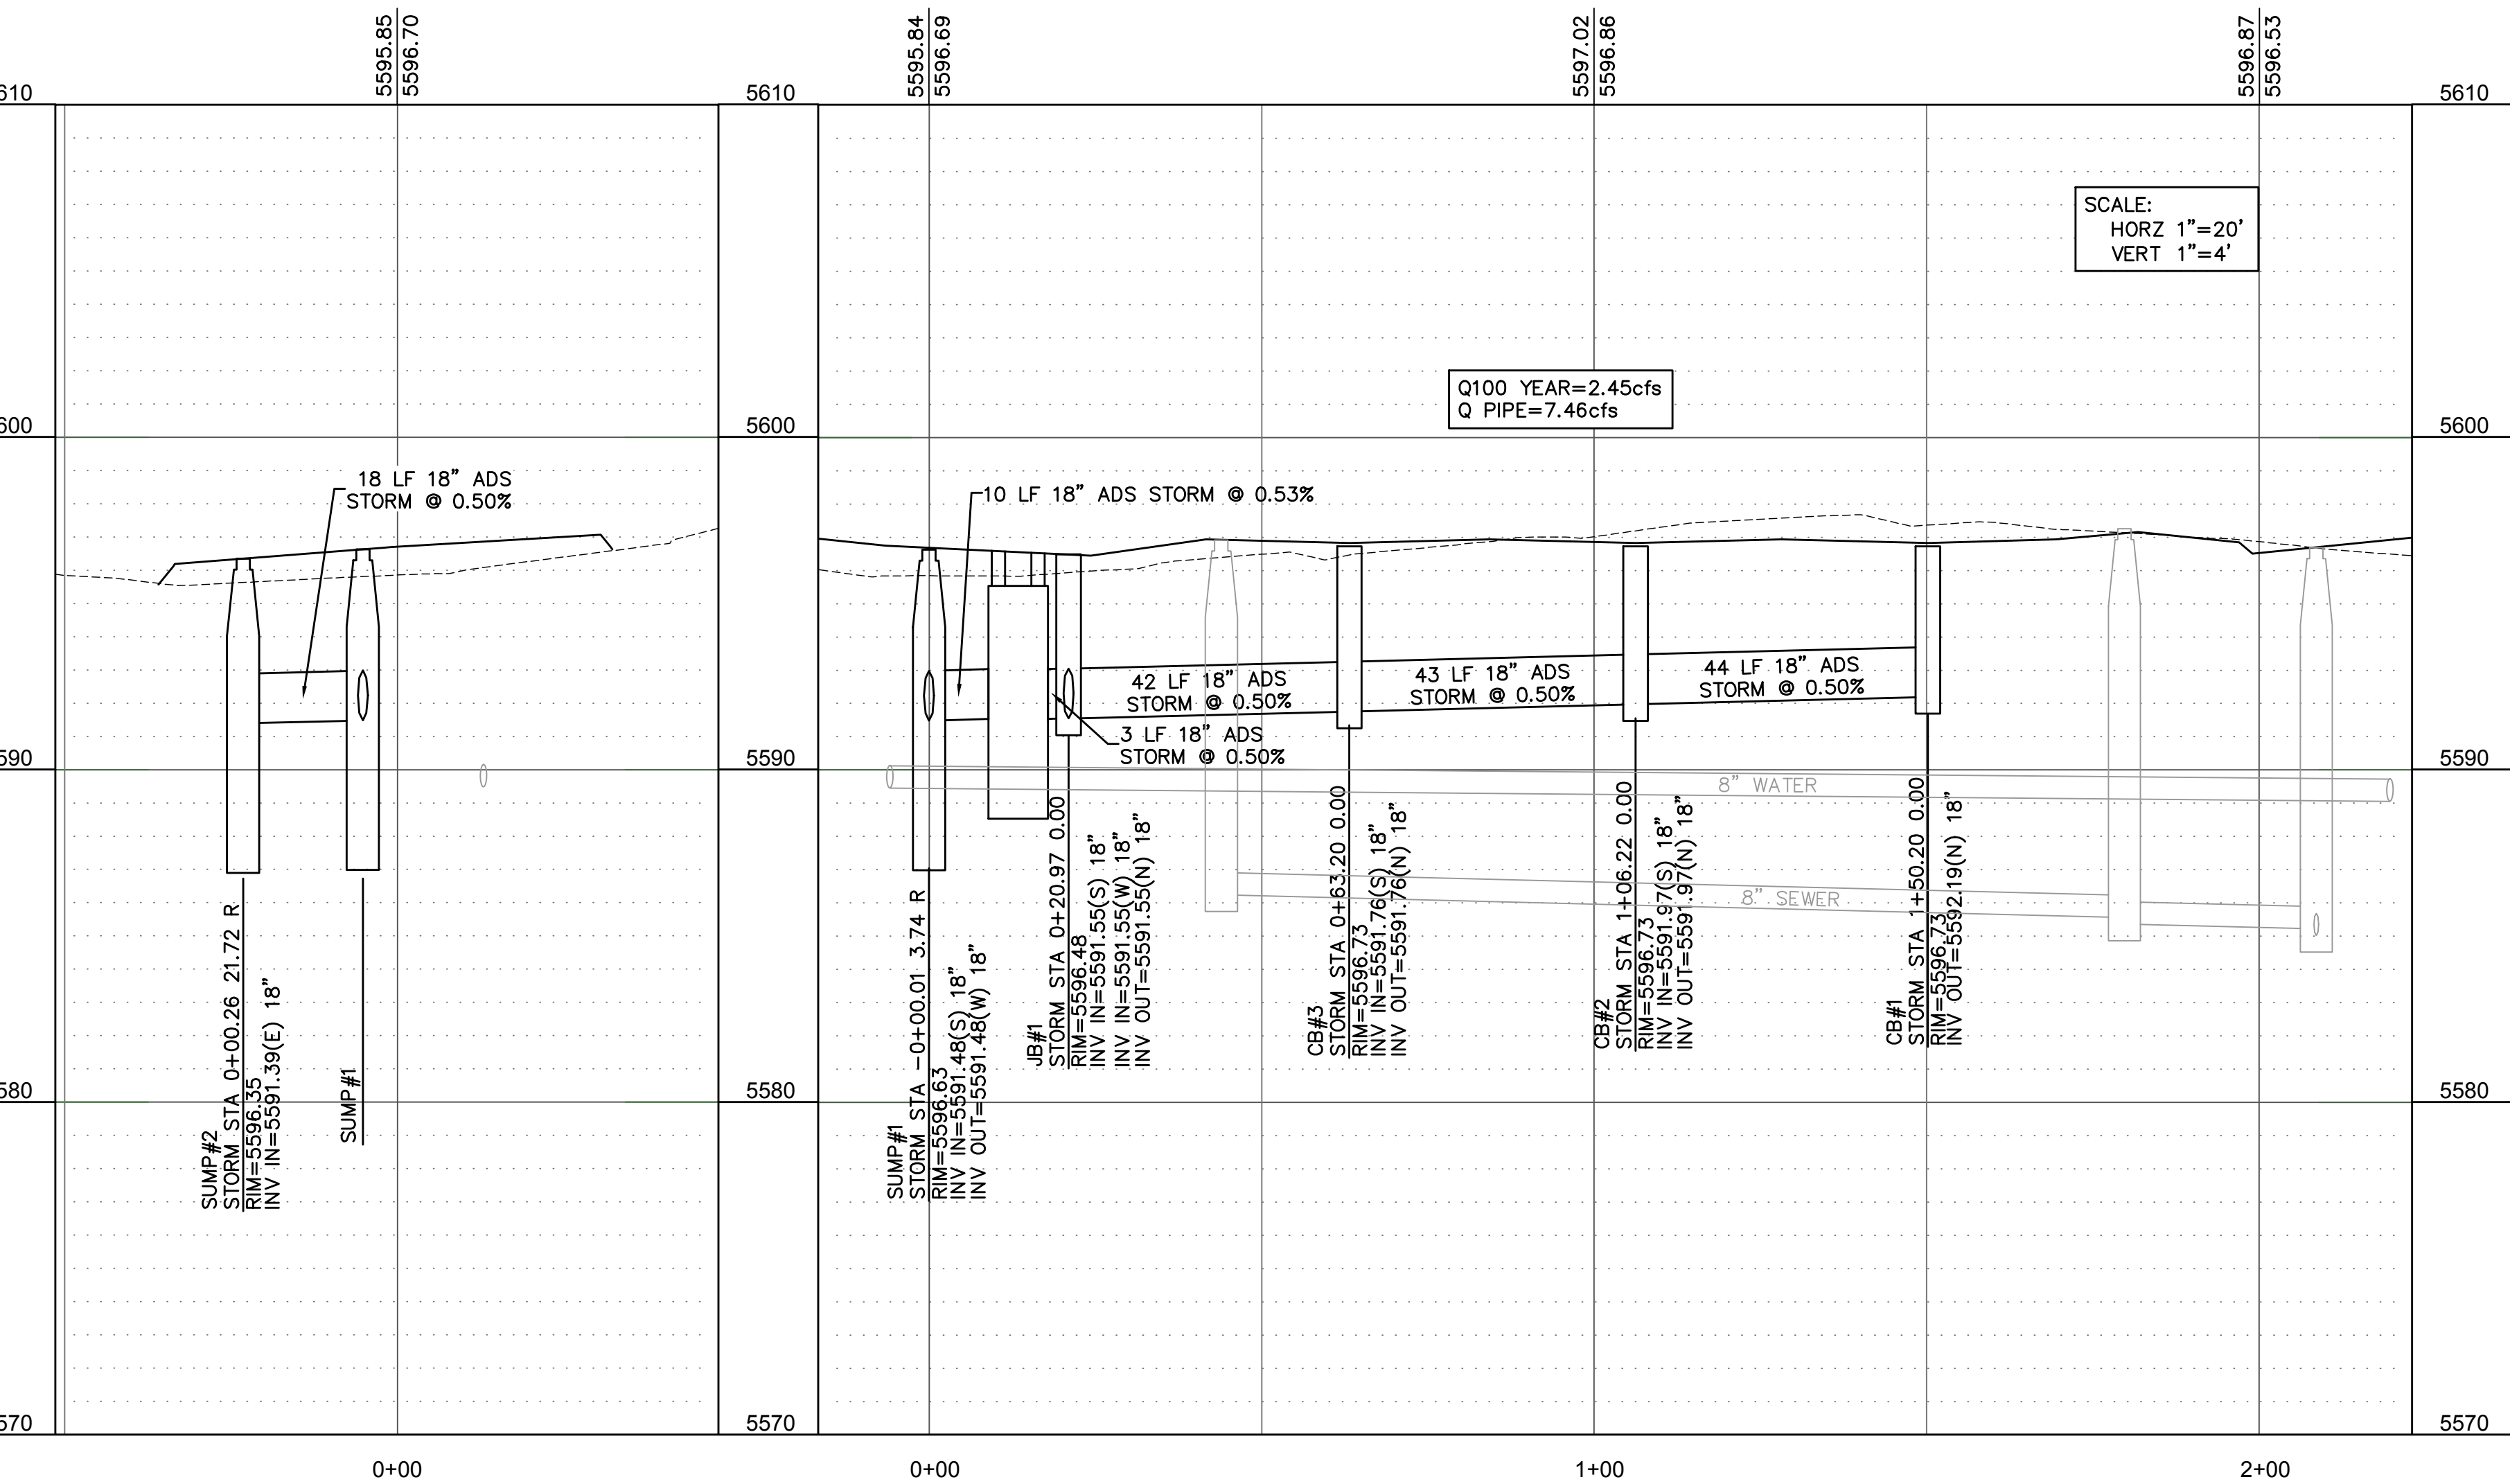 5595.85
5596.70
5595.84
5596.69
5597.02
5596.86
5596.87
5596.53
610
5610
5610
SCALE:
HORZ 1"=20'
VERT 1"=4'
Q100 YEAR=2.45cfs
Q PIPE=7.46cfs
600
5600
5600
18 LF 18" ADS
STORM @ 0.50%
10 LF 18" ADS STORM @ 0.53%
42 LF 18" ADS
STORM @ 0.50%
43 LF 18" ADS
STORM @ 0.50%
44 LF 18" ADS
STORM @ 0.50%
3 LF 18" ADS
STORM @ 0.50%
590
5590
5590
8" WATER
8" SEWER
SUMP#2
STORM STA 0+00.26 21.72 R
RIM=5596.35
INV IN=5591.39(E) 18"
SUMP#1
SUMP#1
STORM STA -0+00.01 3.74 R
RIM=5596.63
INV IN=5591.48(S) 18"
INV OUT=5591.48(W) 18"
JB#1
STORM STA 0+20.97 0.00
RIM=5596.48
INV IN=5591.55(S) 18"
INV IN=5591.55(W) 18"
INV OUT=5591.55(N) 18"
CB#3
STORM STA 0+63.20 0.00
RIM=5596.73
INV IN=5591.76(S) 18"
INV OUT=5591.76(N) 18"
CB#2
STORM STA 1+06.22 0.00
RIM=5596.73
INV IN=5591.97(S) 18"
INV OUT=5591.97(N) 18"
CB#1
STORM STA 1+50.20 0.00
RIM=5596.73
INV OUT=5592.19(N) 18"
580
5580
5580
570
5570
5570
0+00
0+00
1+00
2+00